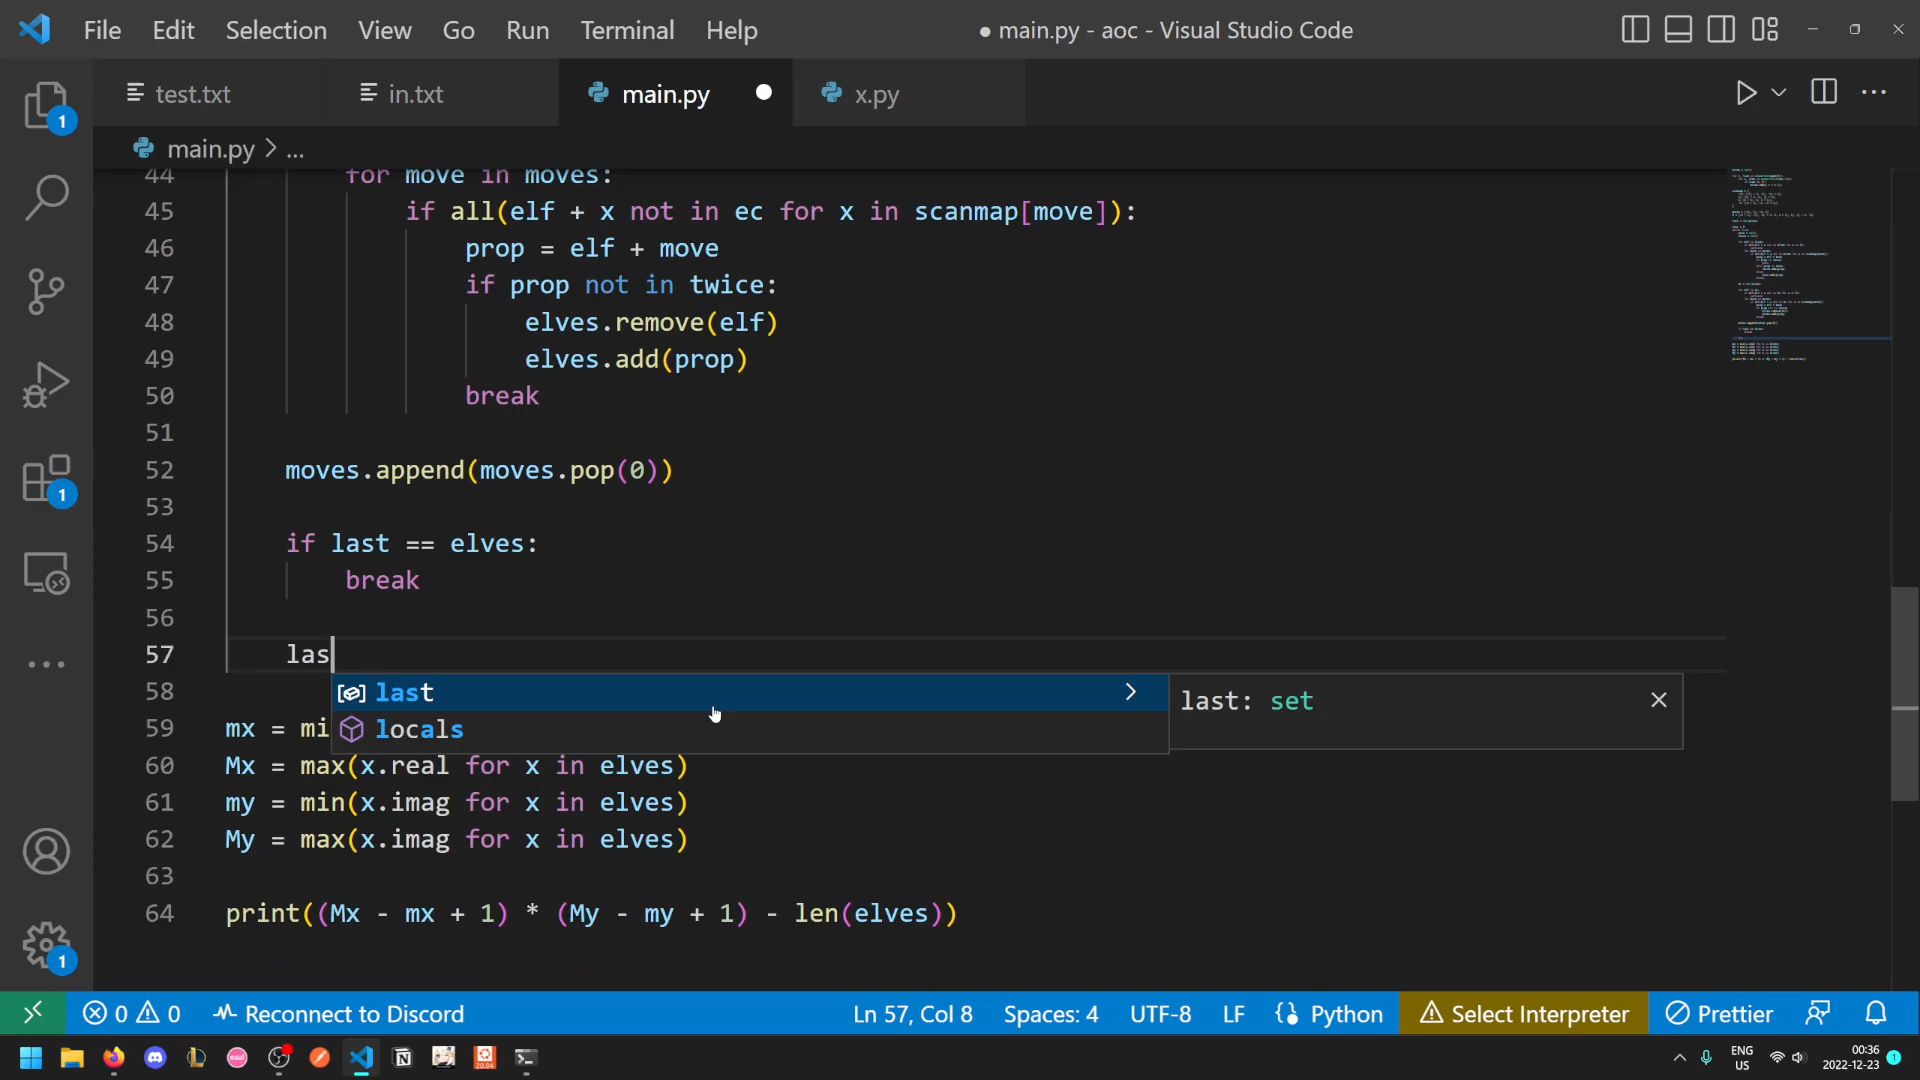 File Edit Selection View Go Run Terminal Help
● main.py - aoc - Visual Studio Code
test.txt in.txt main.py x.py
main.py > ...
44 for move in moves:
45 if all(elf + x not in ec for x in scanmap[move]):
46 prop = elf + move
47 if prop not in twice:
48 elves.remove(elf)
49 elves.add(prop)
50 break
51
52 moves.append(moves.pop(0))
53
54 if last == elves:
55 break
56
57 las
last
last: set
58
locals
59 mx = mi
60 Mx = max(x.real for x in elves)
61 my = min(x.imag for x in elves)
62 My = max(x.imag for x in elves)
63
64 print((Mx - mx + 1) * (My - my + 1) - len(elves))
1
1
1
0 0 Reconnect to Discord Ln 57, Col 8 Spaces: 4 UTF-8 LF Python Select Interpreter Prettier
ENG
US
00:36
2022-12-23
1
20.04